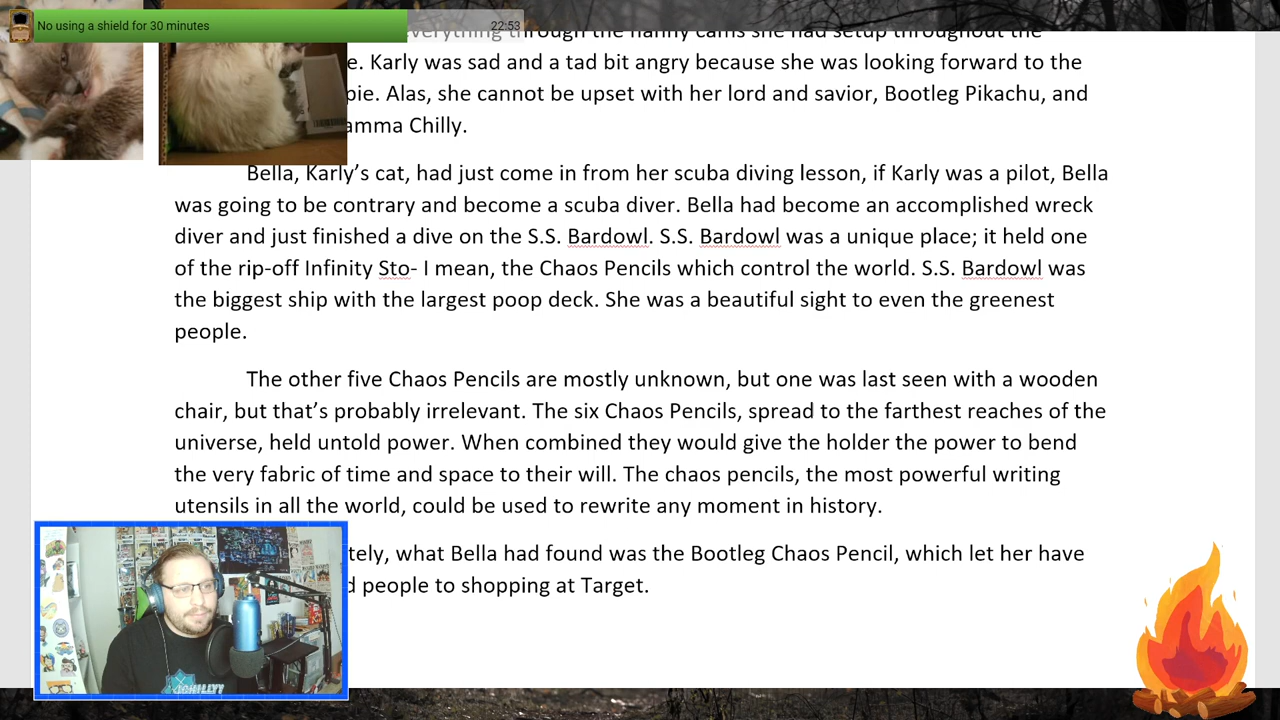 No using a shield for 30 minutes 22:53
everything through the nanny cams she had setup throughout the
e. Karly was sad and a tad bit angry because she was looking forward to the
pie. Alas, she cannot be upset with her lord and savior, Bootleg Pikachu, and
amma Chilly.
Bella, Karly’s cat, had just come in from her scuba diving lesson, if Karly was a pilot, Bella
was going to be contrary and become a scuba diver. Bella had become an accomplished wreck
diver and just finished a dive on the S.S. Bardowl. S.S. Bardowl was a unique place; it held one
of the rip-off Infinity Sto- I mean, the Chaos Pencils which control the world. S.S. Bardowl was
the biggest ship with the largest poop deck. She was a beautiful sight to even the greenest
people.
The other five Chaos Pencils are mostly unknown, but one was last seen with a wooden
chair, but that’s probably irrelevant. The six Chaos Pencils, spread to the farthest reaches of the
universe, held untold power. When combined they would give the holder the power to bend
the very fabric of time and space to their will. The chaos pencils, the most powerful writing
utensils in all the world, could be used to rewrite any moment in history.
tely, what Bella had found was the Bootleg Chaos Pencil, which let her have
d people to shopping at Target.